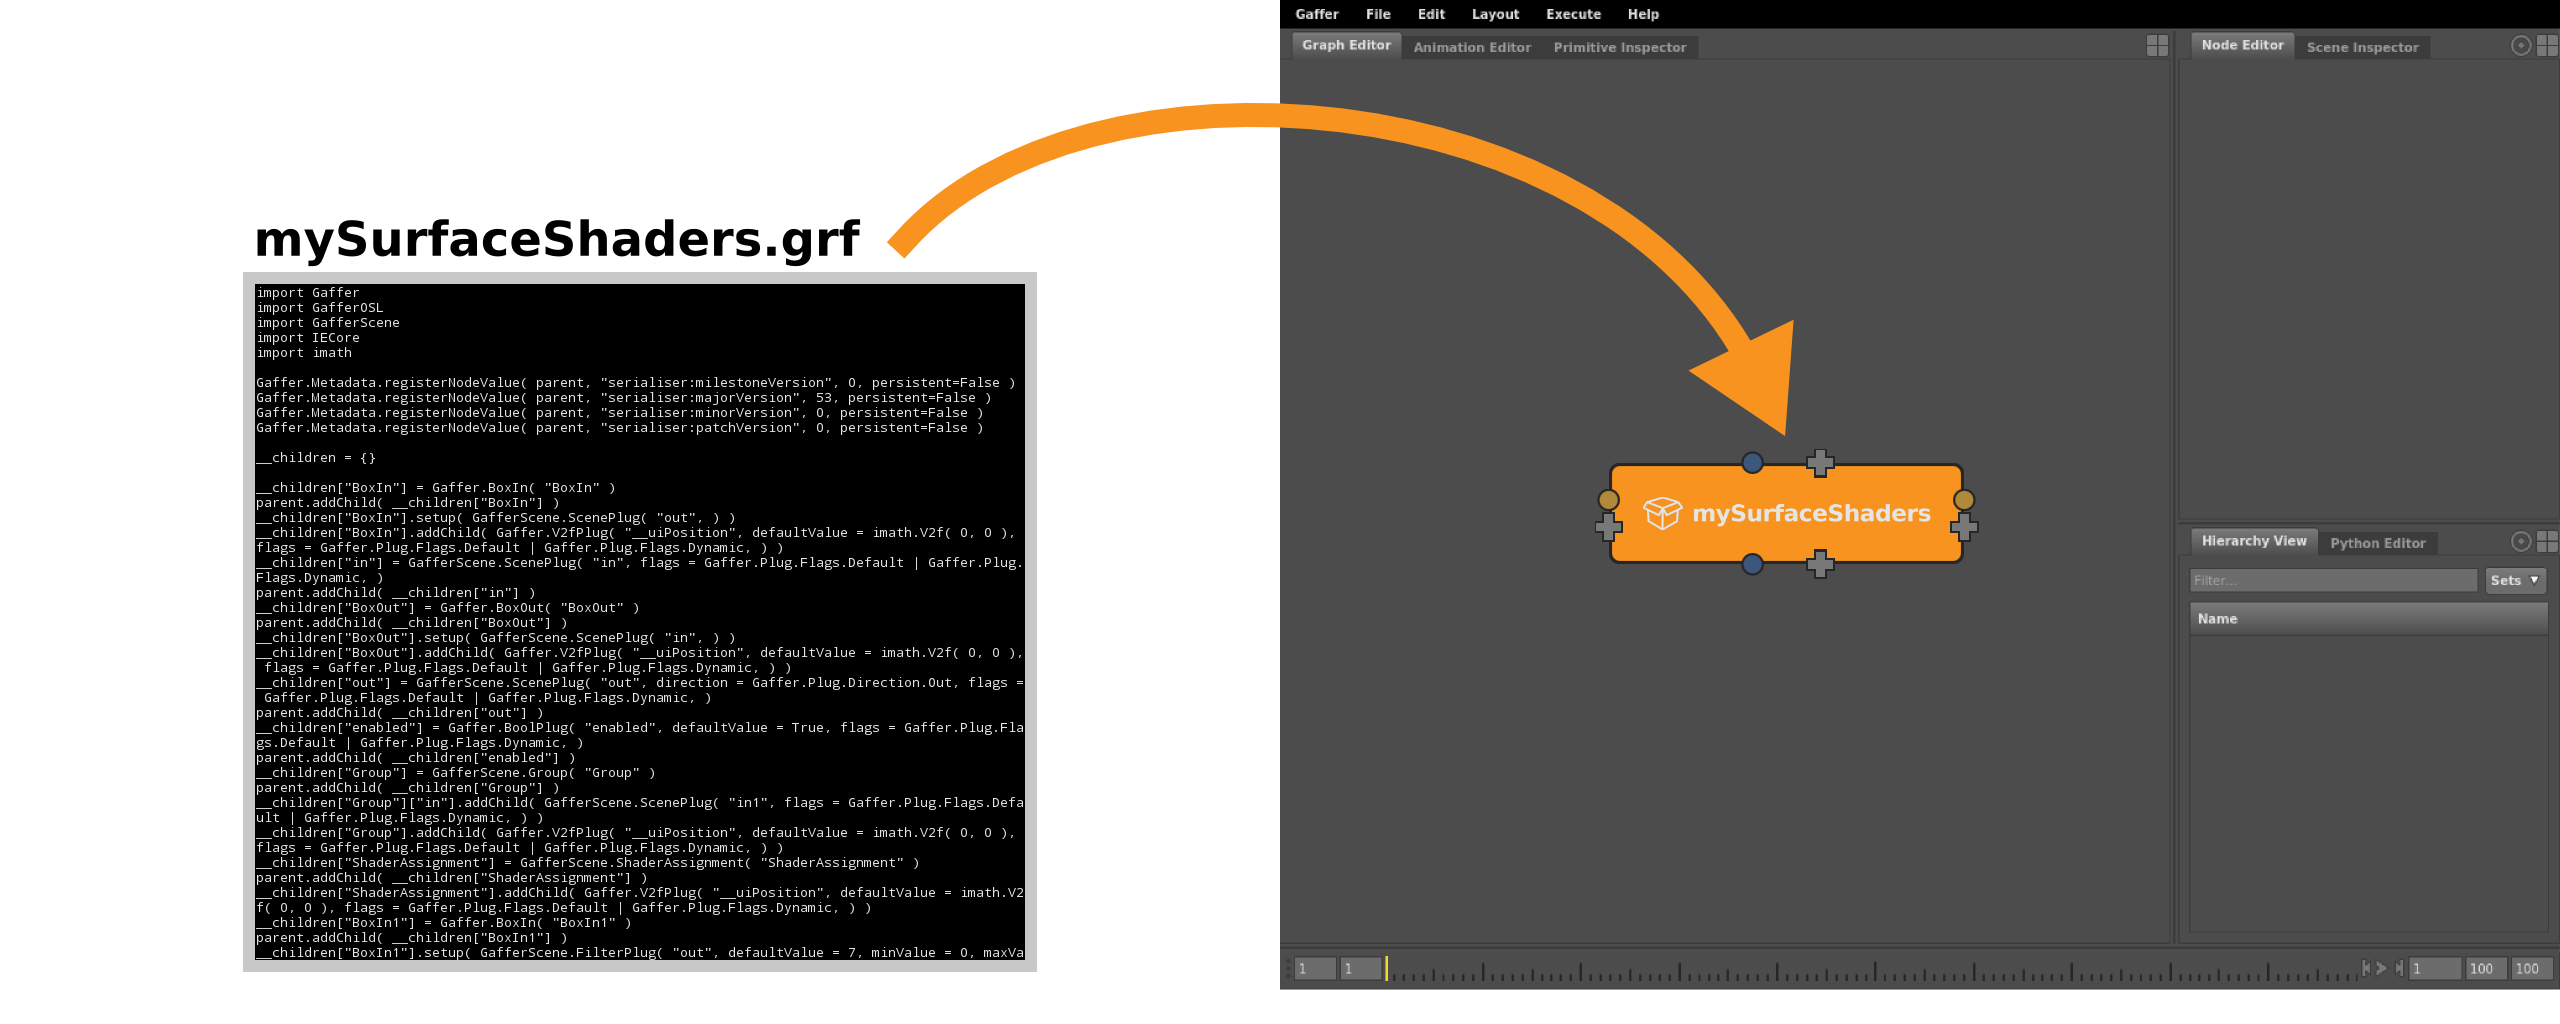 mySurfaceShaders.grf
import Gaffer
import GafferOSL
import GafferScene
import IECore
import imath
Gaffer.Metadata.registerNodeValue( parent, "serialiser:milestoneVersion", 0, persistent=False )
Gaffer.Metadata.registerNodeValue( parent, "serialiser:majorVersion", 53, persistent=False )
Gaffer.Metadata.registerNodeValue( parent, "serialiser:minorVersion", 0, persistent=False )
Gaffer.Metadata.registerNodeValue( parent, "serialiser:patchVersion", 0, persistent=False )
__children = {}
__children["BoxIn"] = Gaffer.BoxIn( "BoxIn" )
parent.addChild( __children["BoxIn"] )
__children["BoxIn"].setup( GafferScene.ScenePlug( "out", ) )
__children["BoxIn"].addChild( Gaffer.V2fPlug( "__uiPosition", defaultValue = imath.V2f( 0, 0 ),
flags = Gaffer.Plug.Flags.Default | Gaffer.Plug.Flags.Dynamic, ) )
__children["in"] = GafferScene.ScenePlug( "in", flags = Gaffer.Plug.Flags.Default | Gaffer.Plug.
Flags.Dynamic, )
parent.addChild( __children["in"] )
__children["BoxOut"] = Gaffer.BoxOut( "BoxOut" )
parent.addChild( __children["BoxOut"] )
__children["BoxOut"].setup( GafferScene.ScenePlug( "in", ) )
__children["BoxOut"].addChild( Gaffer.V2fPlug( "__uiPosition", defaultValue = imath.V2f( 0, 0 ),
flags = Gaffer.Plug.Flags.Default | Gaffer.Plug.Flags.Dynamic, ) )
__children["out"] = GafferScene.ScenePlug( "out", direction = Gaffer.Plug.Direction.Out, flags =
Gaffer.Plug.Flags.Default | Gaffer.Plug.Flags.Dynamic, )
parent.addChild( __children["out"] )
__children["enabled"] = Gaffer.BoolPlug( "enabled", defaultValue = True, flags = Gaffer.Plug.Fla
gs.Default | Gaffer.Plug.Flags.Dynamic, )
parent.addChild( __children["enabled"] )
__children["Group"] = GafferScene.Group( "Group" )
parent.addChild( __children["Group"] )
__children["Group"]["in"].addChild( GafferScene.ScenePlug( "in1", flags = Gaffer.Plug.Flags.Defa
ult | Gaffer.Plug.Flags.Dynamic, ) )
__children["Group"].addChild( Gaffer.V2fPlug( "__uiPosition", defaultValue = imath.V2f( 0, 0 ),
flags = Gaffer.Plug.Flags.Default | Gaffer.Plug.Flags.Dynamic, ) )
__children["ShaderAssignment"] = GafferScene.ShaderAssignment( "ShaderAssignment" )
parent.addChild( __children["ShaderAssignment"] )
__children["ShaderAssignment"].addChild( Gaffer.V2fPlug( "__uiPosition", defaultValue = imath.V2
f( 0, 0 ), flags = Gaffer.Plug.Flags.Default | Gaffer.Plug.Flags.Dynamic, ) )
__children["BoxIn1"] = Gaffer.BoxIn( "BoxIn1" )
parent.addChild( __children["BoxIn1"] )
__children["BoxIn1"].setup( GafferScene.FilterPlug( "out", defaultValue = 7, minValue = 0, maxVa
Gaffer File Edit Layout Execute Help
Graph Editor Animation Editor Primitive Inspector
Node Editor Scene Inspector
mySurfaceShaders
Hierarchy View Python Editor
Filter... Sets
Name
1 1 1 100 100